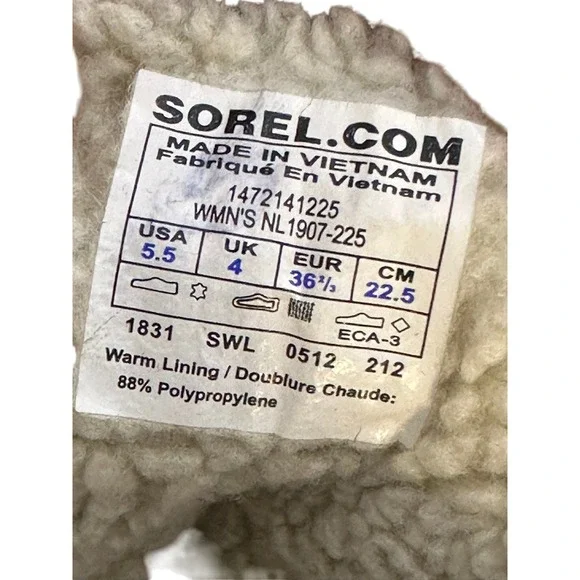 SOREL.COM
MADE IN VIETNAM
Fabriqué En Vietnam
1472141225
WMN'S NL1907-225
USA UK EUR CM
5.5 4 36²/₃ 22.5
ECA-3
1831 SWL 0512 212
Warm Lining / Doublure Chaude:
88% Polypropylene